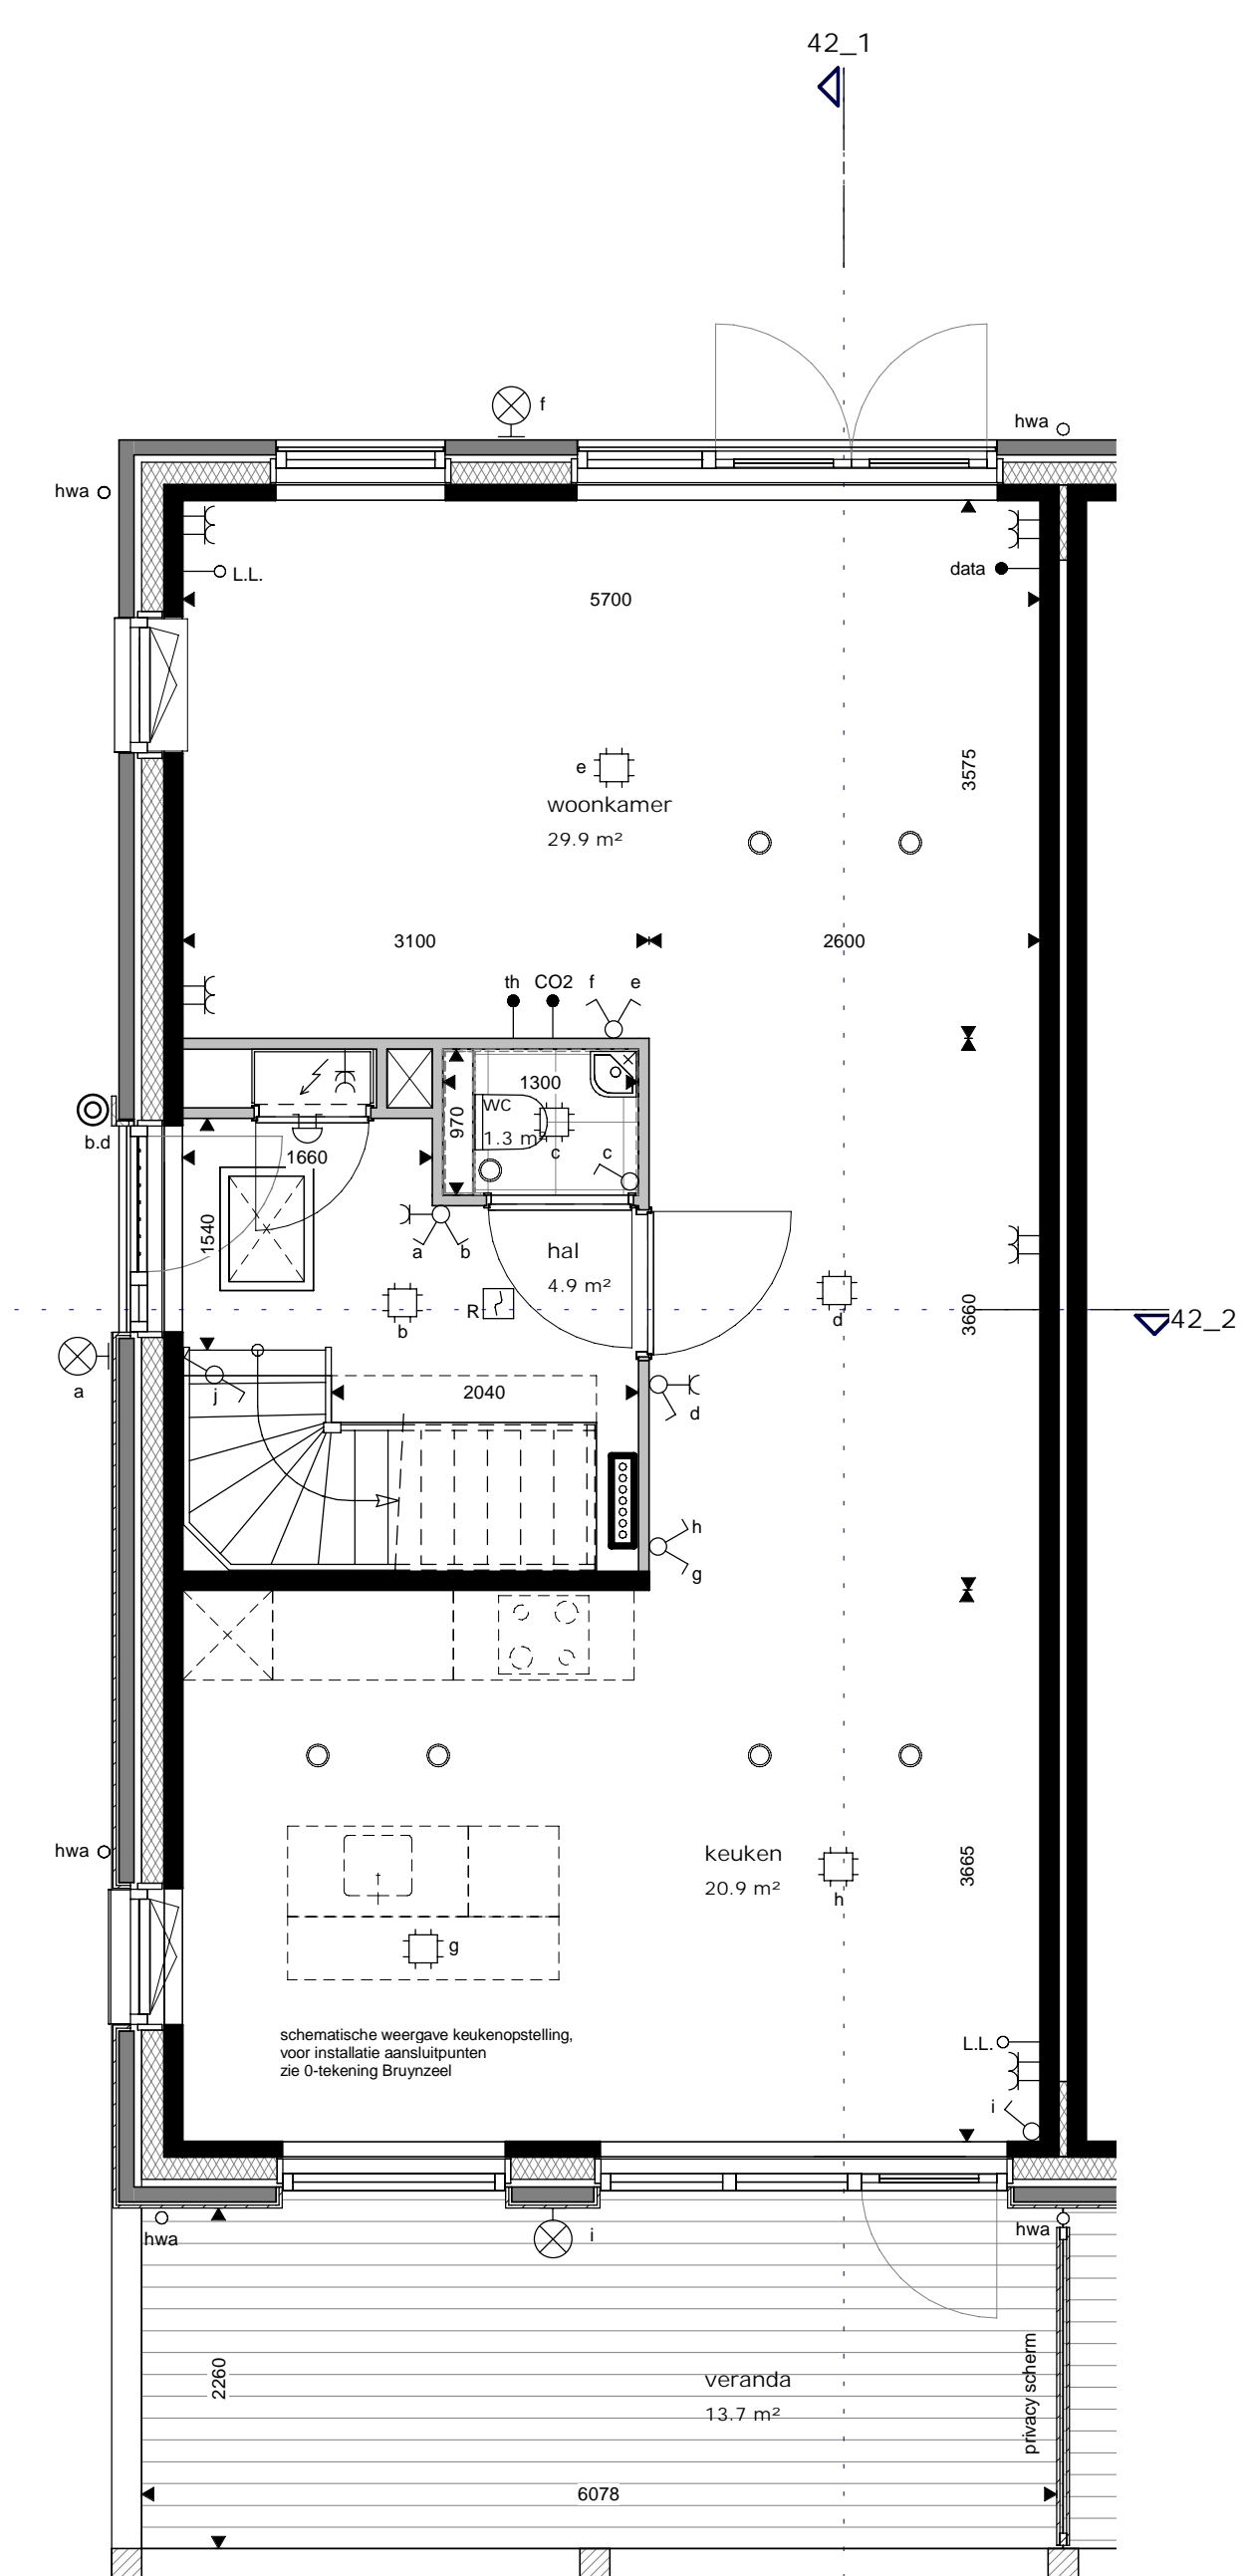 42_1
f
hwa
hwa
L.L.
data
5700
e
3575
woonkamer
29.9 m²
3100
2600
th
CO2
f
e
1300
wc
970
1.3 m²
c
c
b.d
1660
1540
a
b
hal
4.9 m²
R
b
d
3660
42_2
a
j
2040
d
h
g
hwa
keuken
20.9 m²
3665
h
g
schematische weergave keukenopstelling,
voor installatie aansluitpunten
zie 0-tekening Bruynzeel
L.L.
i
hwa
i
hwa
2260
veranda
13.7 m²
privacy scherm
6078